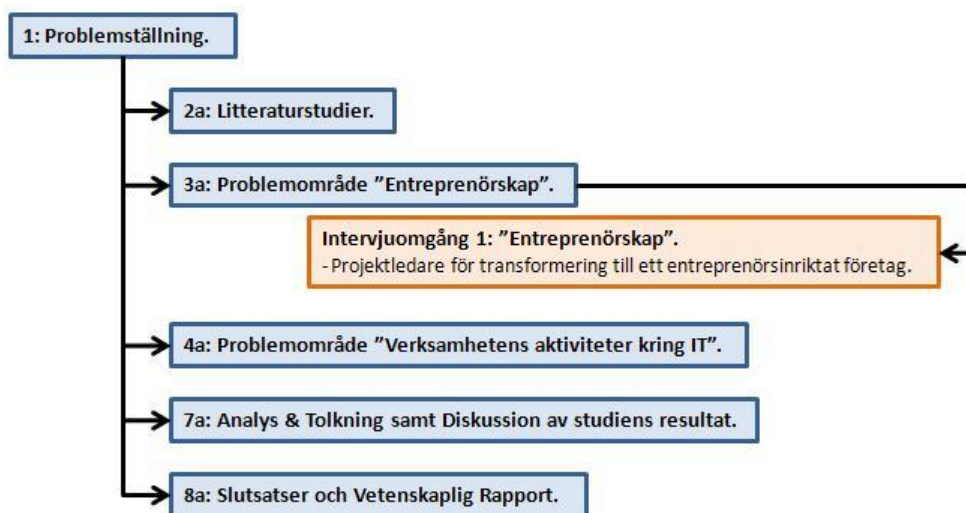 1: Problemställning.
2a: Litteraturstudier.
3a: Problemområde ”Entreprenörskap”.
Intervjuomgång 1: ”Entreprenörskap”.
- Projektledare för transformering till ett entreprenörsinriktat företag.
4a: Problemområde ”Verksamhetens aktiviteter kring IT”.
7a: Analys & Tolkning samt Diskussion av studiens resultat.
8a: Slutsatser och Vetenskaplig Rapport.